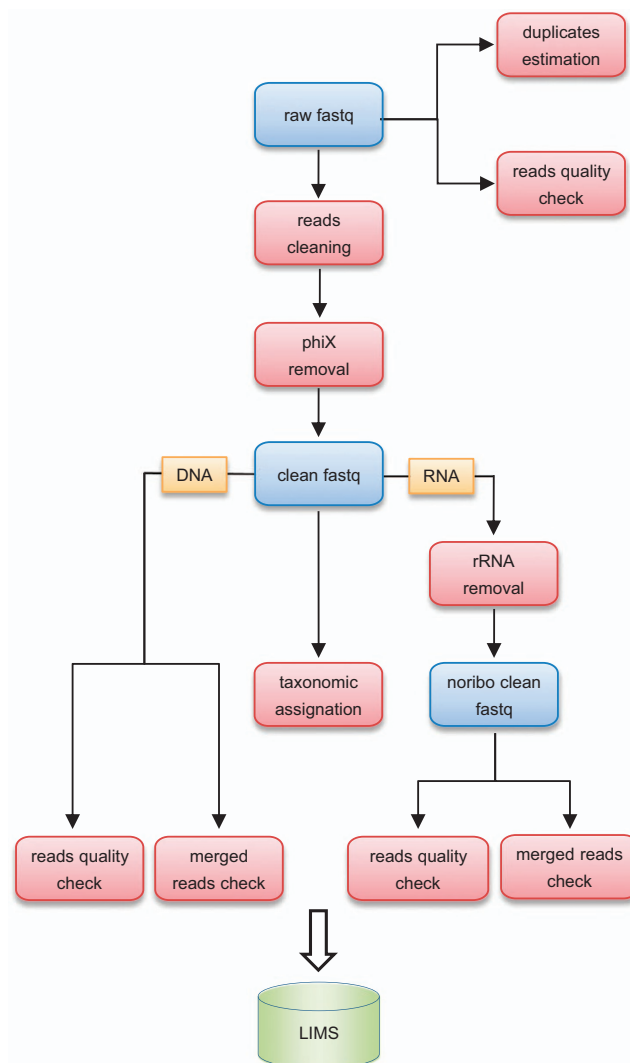 duplicates
estimation
raw fastq
reads quality
check
reads
cleaning
phiX
removal
DNA
clean fastq
RNA
rRNA
removal
taxonomic
assignation
noribo clean
fastq
reads quality
check
merged
reads check
reads quality
check
merged reads
check
LIMS